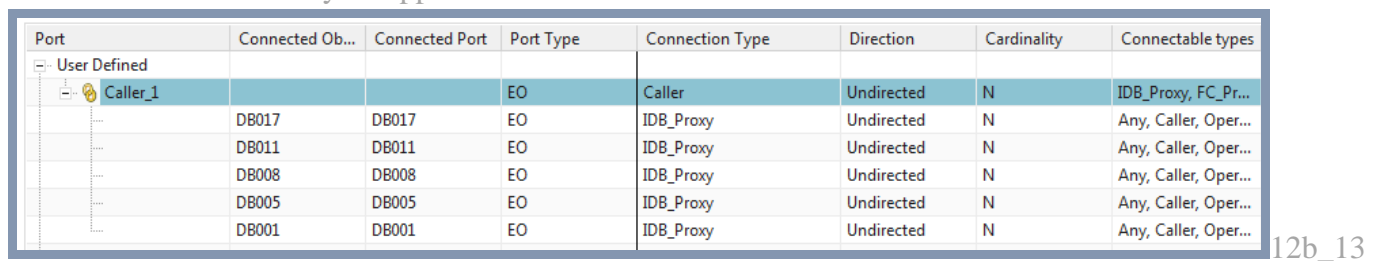 Port Connected Ob... Connected Port Port Type Connection Type Direction Cardinality Connectable types
User Defined
Caller_1 EO Caller Undirected N IDB_Proxy, FC_Pr...
DB017 DB017 EO IDB_Proxy Undirected N Any, Caller, Oper...
DB011 DB011 EO IDB_Proxy Undirected N Any, Caller, Oper...
DB008 DB008 EO IDB_Proxy Undirected N Any, Caller, Oper...
DB005 DB005 EO IDB_Proxy Undirected N Any, Caller, Oper...
DB001 DB001 EO IDB_Proxy Undirected N Any, Caller, Oper...
12b_13